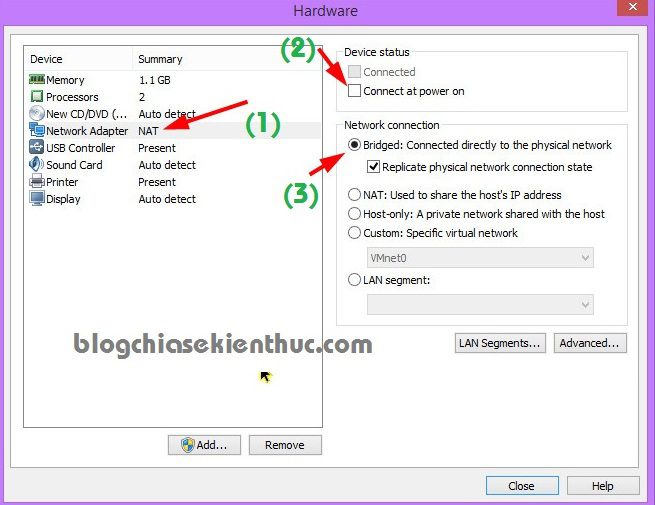 Hardware
Device Summary
Memory 1.1 GB
Processors 2
New CD/DVD (... Auto detect
Network Adapter NAT
USB Controller Present
Sound Card Auto detect
Printer Present
Display Auto detect
(1)
blogchiasekienthuc.com
Add... Remove
(2)
Device status
Connected
Connect at power on
Network connection
(3)
Bridged: Connected directly to the physical network
Replicate physical network connection state
NAT: Used to share the host's IP address
Host-only: A private network shared with the host
Custom: Specific virtual network
VMnet0
LAN segment:
LAN Segments... Advanced...
Close Help